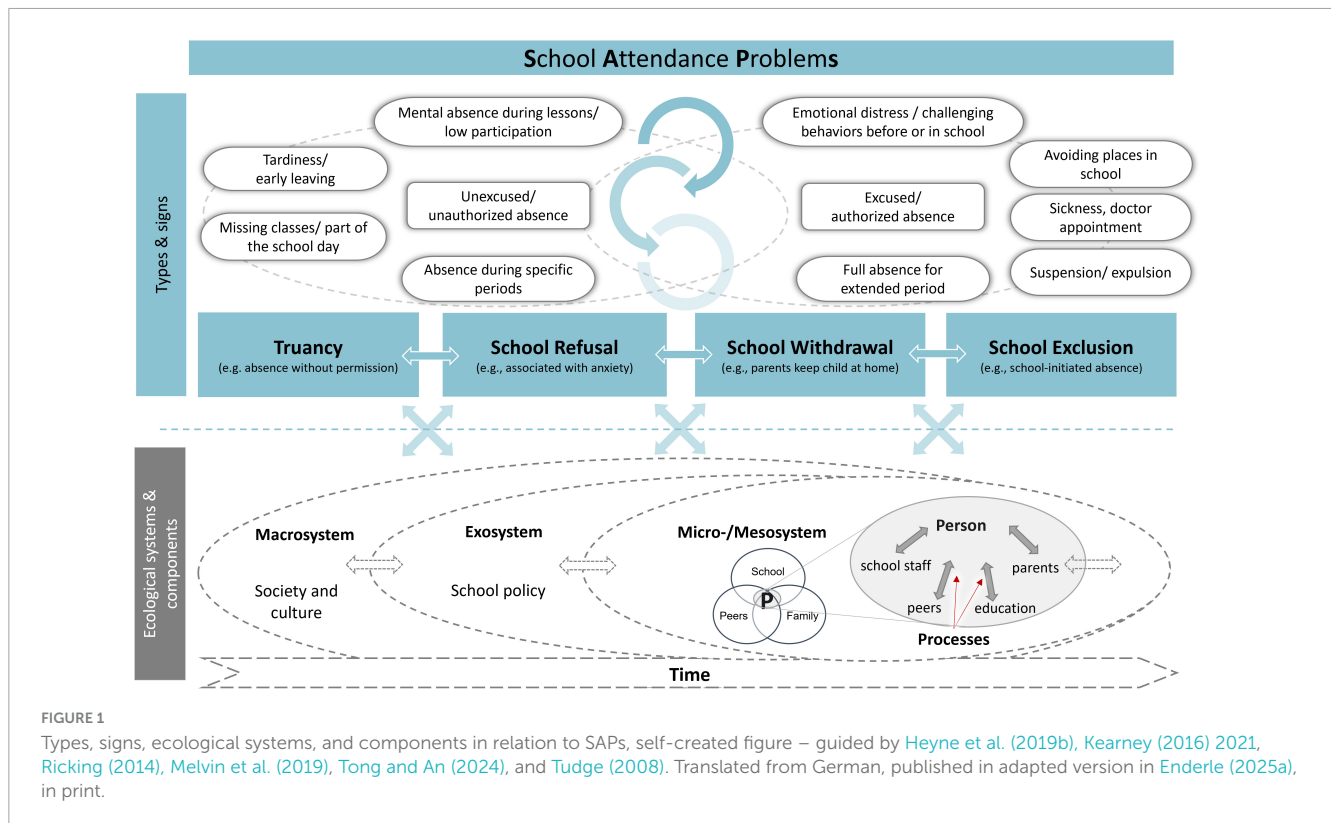 School Attendance Problems
Types & signs
Mental absence during lessons/
low participation
Emotional distress / challenging
behaviors before or in school
Tardiness/
early leaving
Avoiding places in
school
Unexcused/
unauthorized absence
Excused/
authorized absence
Sickness, doctor
appointment
Missing classes/ part of
the school day
Absence during specific
periods
Full absence for
extended period
Suspension/ expulsion
Truancy
(e.g. absence without permission)
School Refusal
(e.g., associated with anxiety)
School Withdrawal
(e.g., parents keep child at home)
School Exclusion
(e.g., school-initiated absence)
Ecological systems &
components
Macrosystem
Society and
culture
Exosystem
School policy
Micro-/Mesosystem
School
P
Peers
Family
Person
school staff
parents
peers
education
Processes
Time
FIGURE 1
Types, signs, ecological systems, and components in relation to SAPs, self-created figure – guided by Heyne et al. (2019b), Kearney (2016) 2021,
Ricking (2014), Melvin et al. (2019), Tong and An (2024), and Tudge (2008). Translated from German, published in adapted version in Enderle (2025a),
in print.